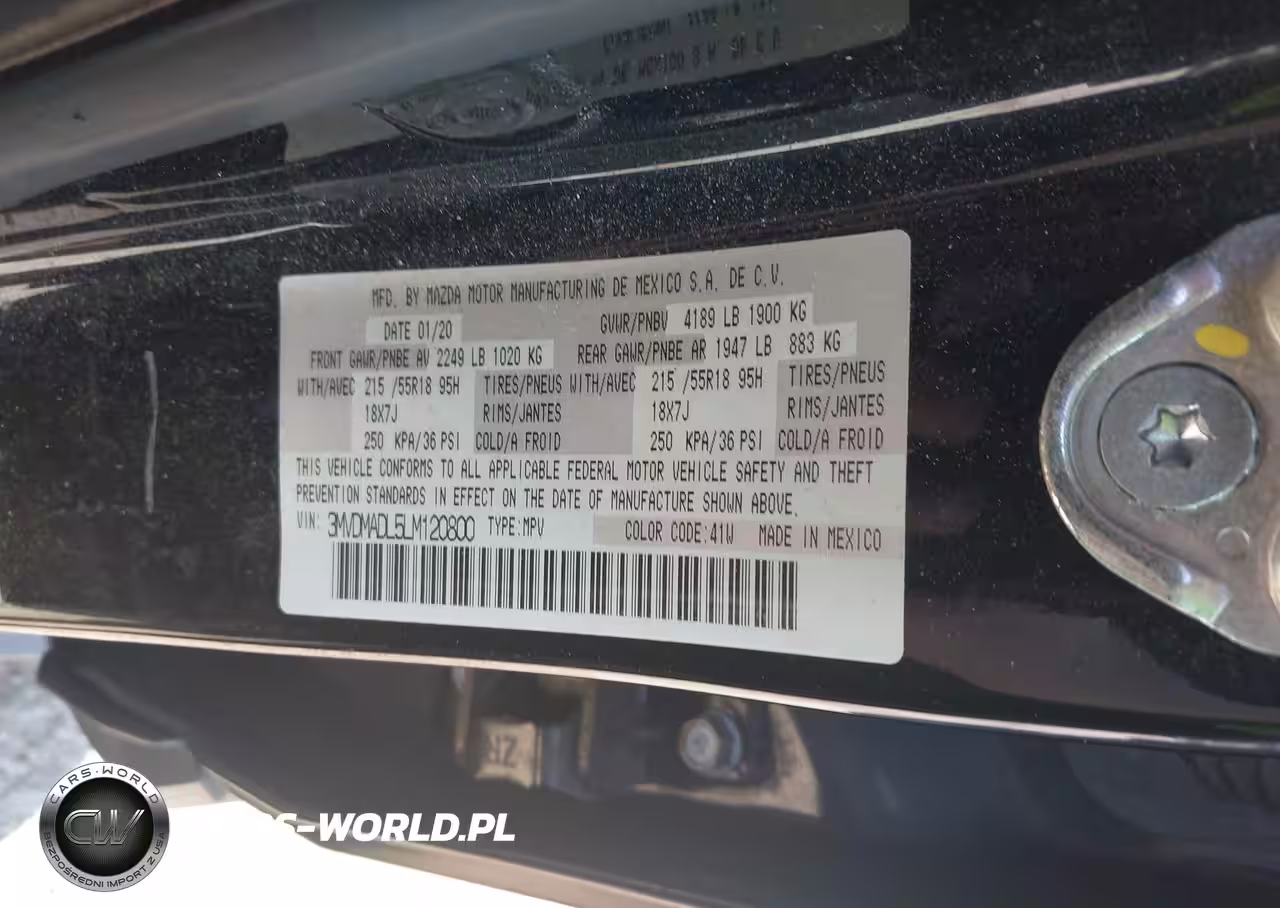 MFD. BY MAZDA MOTOR MANUFACTURING DE MEXICO S.A. DE C.V.
DATE 01/20 GVWR/PNBV 4189 LB 1900 KG
FRONT GAWR/PNBE AV 2249 LB 1020 KG REAR GAWR/PNBE AR 1947 LB 883 KG
WITH/AVEC 215 /55R18 95H TIRES/PNEUS WITH/AVEC 215 /55R18 95H TIRES/PNEUS
18X7J RIMS/JANTES 18X7J RIMS/JANTES
250 KPA/36 PSI COLD/A FROID 250 KPA/36 PSI COLD/A FROID
THIS VEHICLE CONFORMS TO ALL APPLICABLE FEDERAL MOTOR VEHICLE SAFETY AND THEFT
PREVENTION STANDARDS IN EFFECT ON THE DATE OF MANUFACTURE SHOWN ABOVE.
VIN: 3MVDMADL5LM120800 TYPE:MPV COLOR CODE:41W MADE IN MEXICO
CARS-WORLD
CW
BEZPOŚREDNI IMPORT Z USA
CARS-WORLD.PL